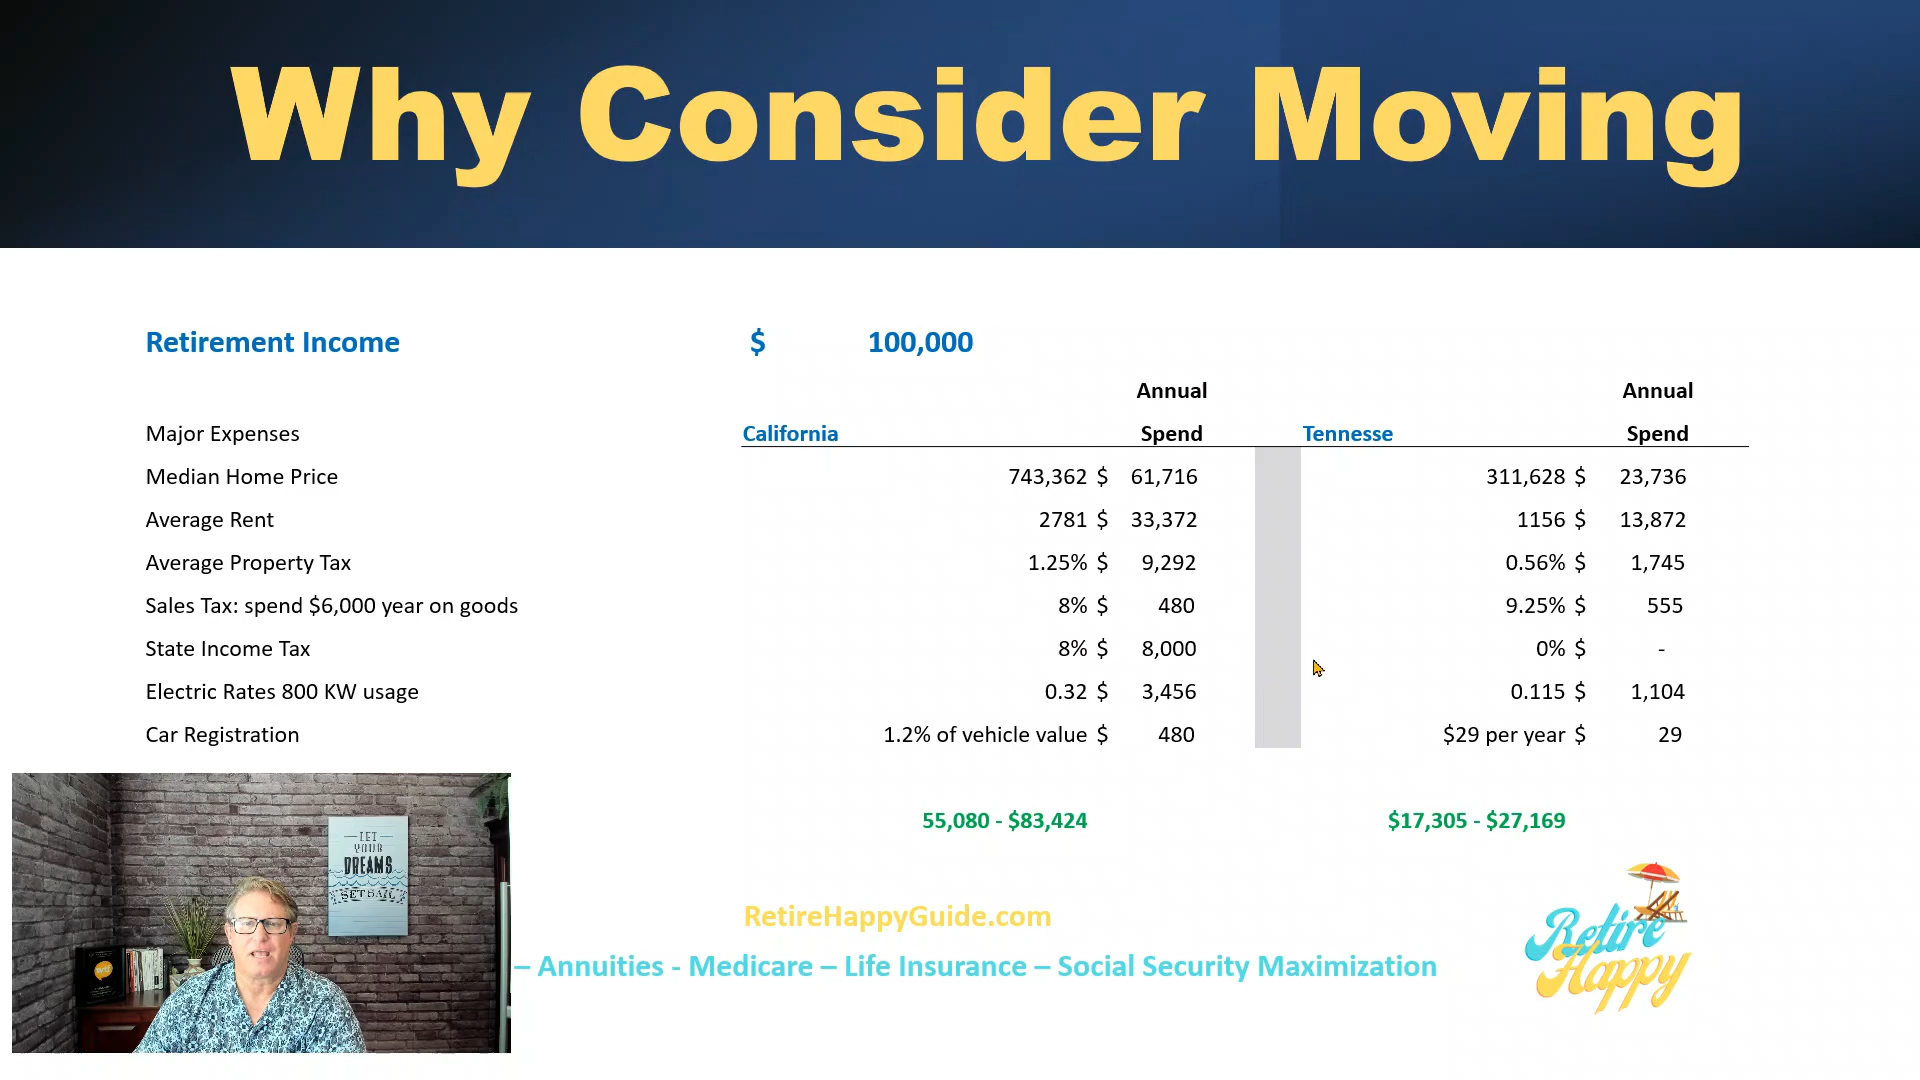 Why Consider Moving
Retirement Income $ 100,000
Annual Annual
Major Expenses California Spend Tennesse Spend
Median Home Price 743,362 $ 61,716 311,628 $ 23,736
Average Rent 2781 $ 33,372 1156 $ 13,872
Average Property Tax 1.25% $ 9,292 0.56% $ 1,745
Sales Tax: spend $6,000 year on goods 8% $ 480 9.25% $ 555
State Income Tax 8% $ 8,000 0% $ -
Electric Rates 800 KW usage 0.32 $ 3,456 0.115 $ 1,104
Car Registration 1.2% of vehicle value $ 480 $29 per year $ 29
55,080 - $83,424 $17,305 - $27,169
LET
YOUR
DREAMS
SET SAIL
RetireHappyGuide.com
– Annuities - Medicare – Life Insurance – Social Security Maximization
Retire
Happy